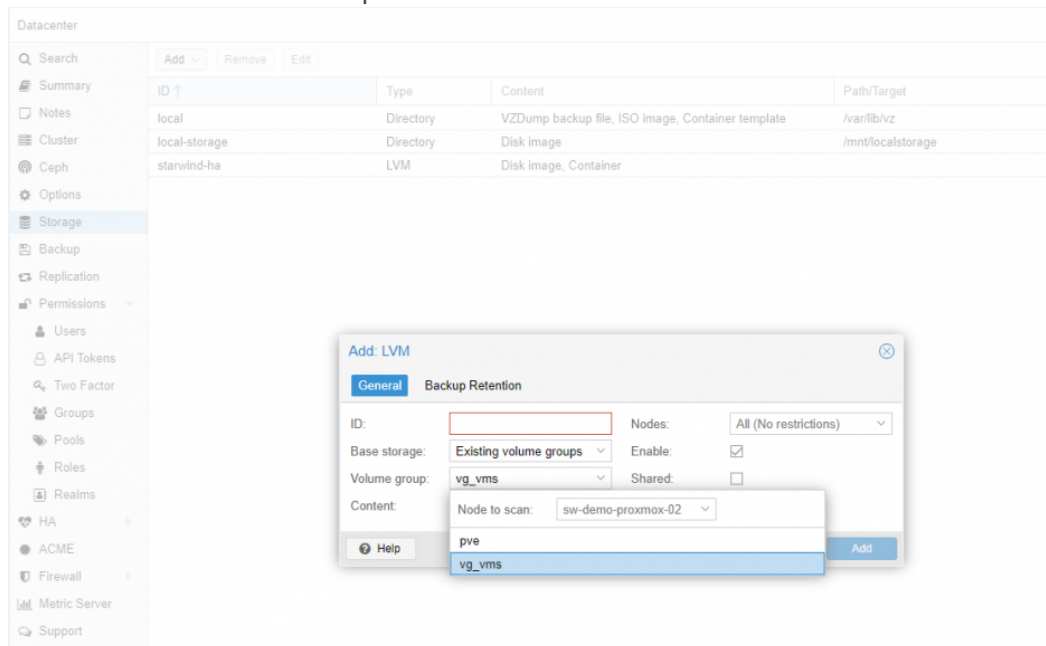 Datacenter
Search
Summary
Notes
Cluster
Ceph
Options
Storage
Backup
Replication
Permissions
Users
API Tokens
Two Factor
Groups
Pools
Roles
Realms
HA
ACME
Firewall
Metric Server
Support
Add Remove Edit
ID ↑ Type Content Path/Target
local Directory VZDump backup file, ISO image, Container template /var/lib/vz
local-storage Directory Disk image /mnt/localstorage
starwind-ha LVM Disk image, Container
Add: LVM
General Backup Retention
ID: Nodes: All (No restrictions)
Base storage: Existing volume groups Enable:
Volume group: vg_vms Shared:
Content:
Node to scan: sw-demo-proxmox-02
pve
vg_vms
Help Add